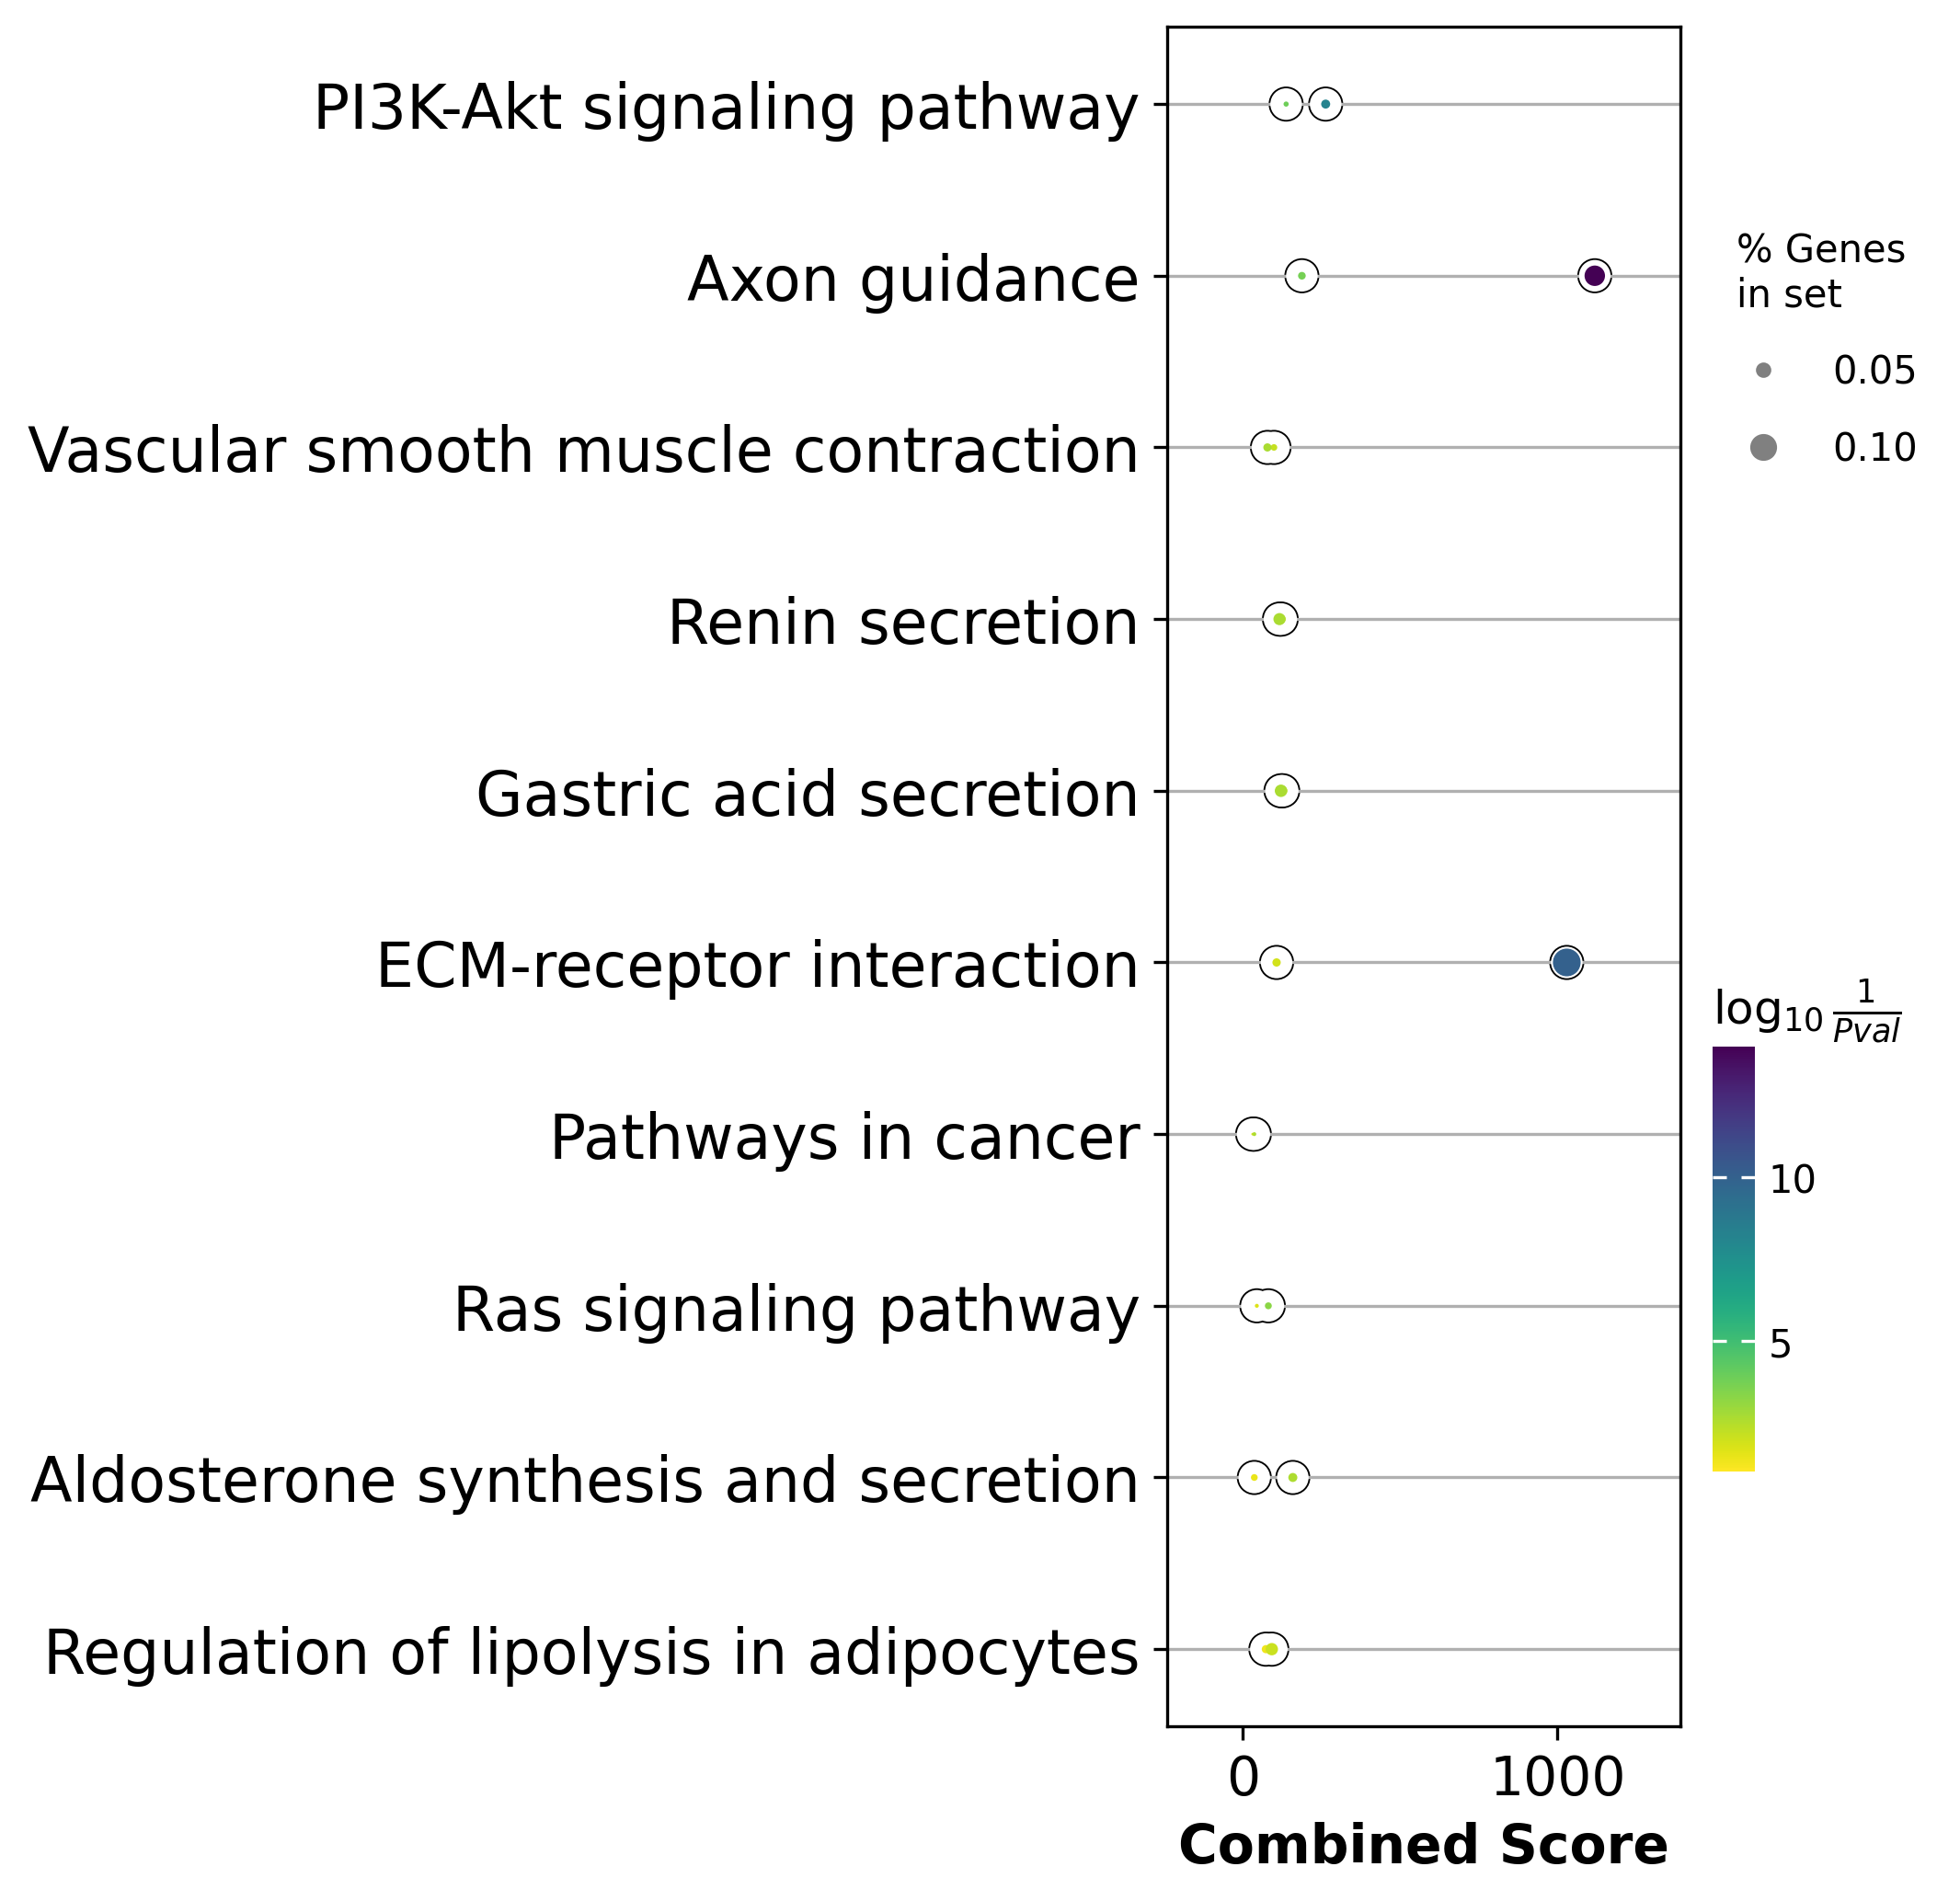 PI3K-Akt signaling pathway
Axon guidance
Vascular smooth muscle contraction
Renin secretion
Gastric acid secretion
ECM-receptor interaction
Pathways in cancer
Ras signaling pathway
Aldosterone synthesis and secretion
Regulation of lipolysis in adipocytes
0 1000
Combined Score
% Genes
in set
0.05
0.10
log₁₀ 1/Pval
10
5